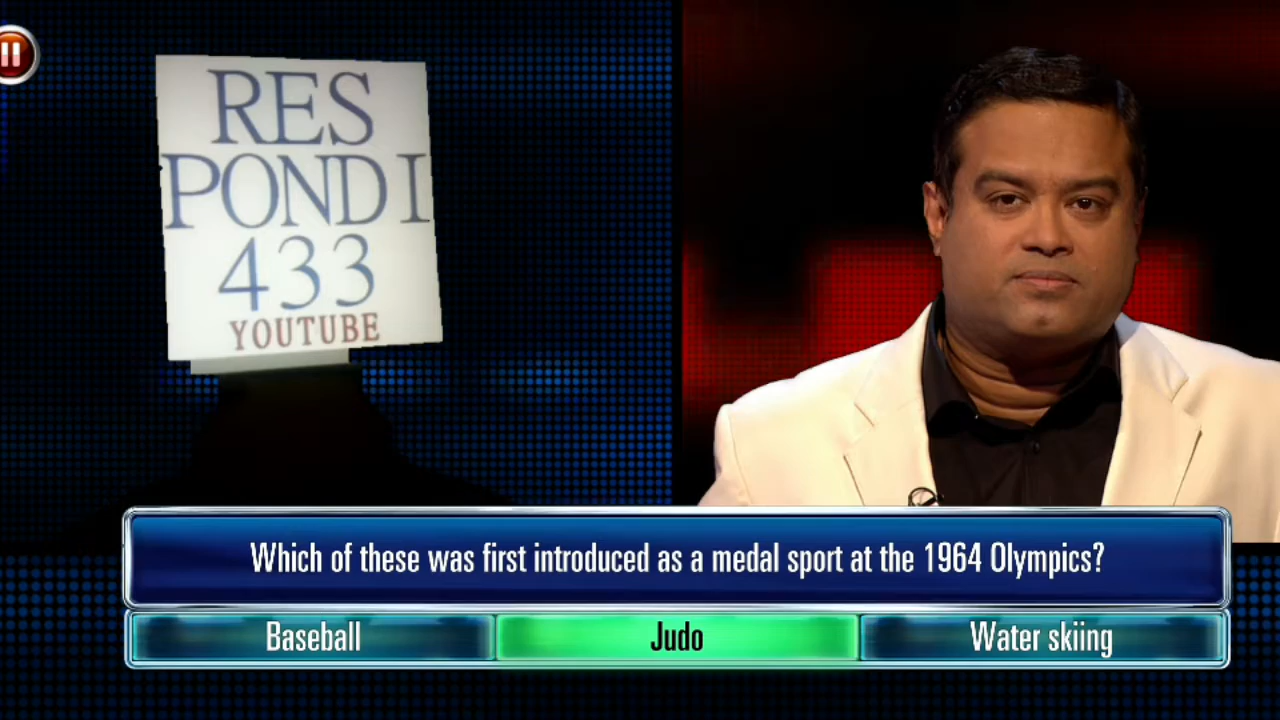 RES
POND I
433
YOUTUBE
Which of these was first introduced as a medal sport at the 1964 Olympics?
Baseball
Judo
Water skiing